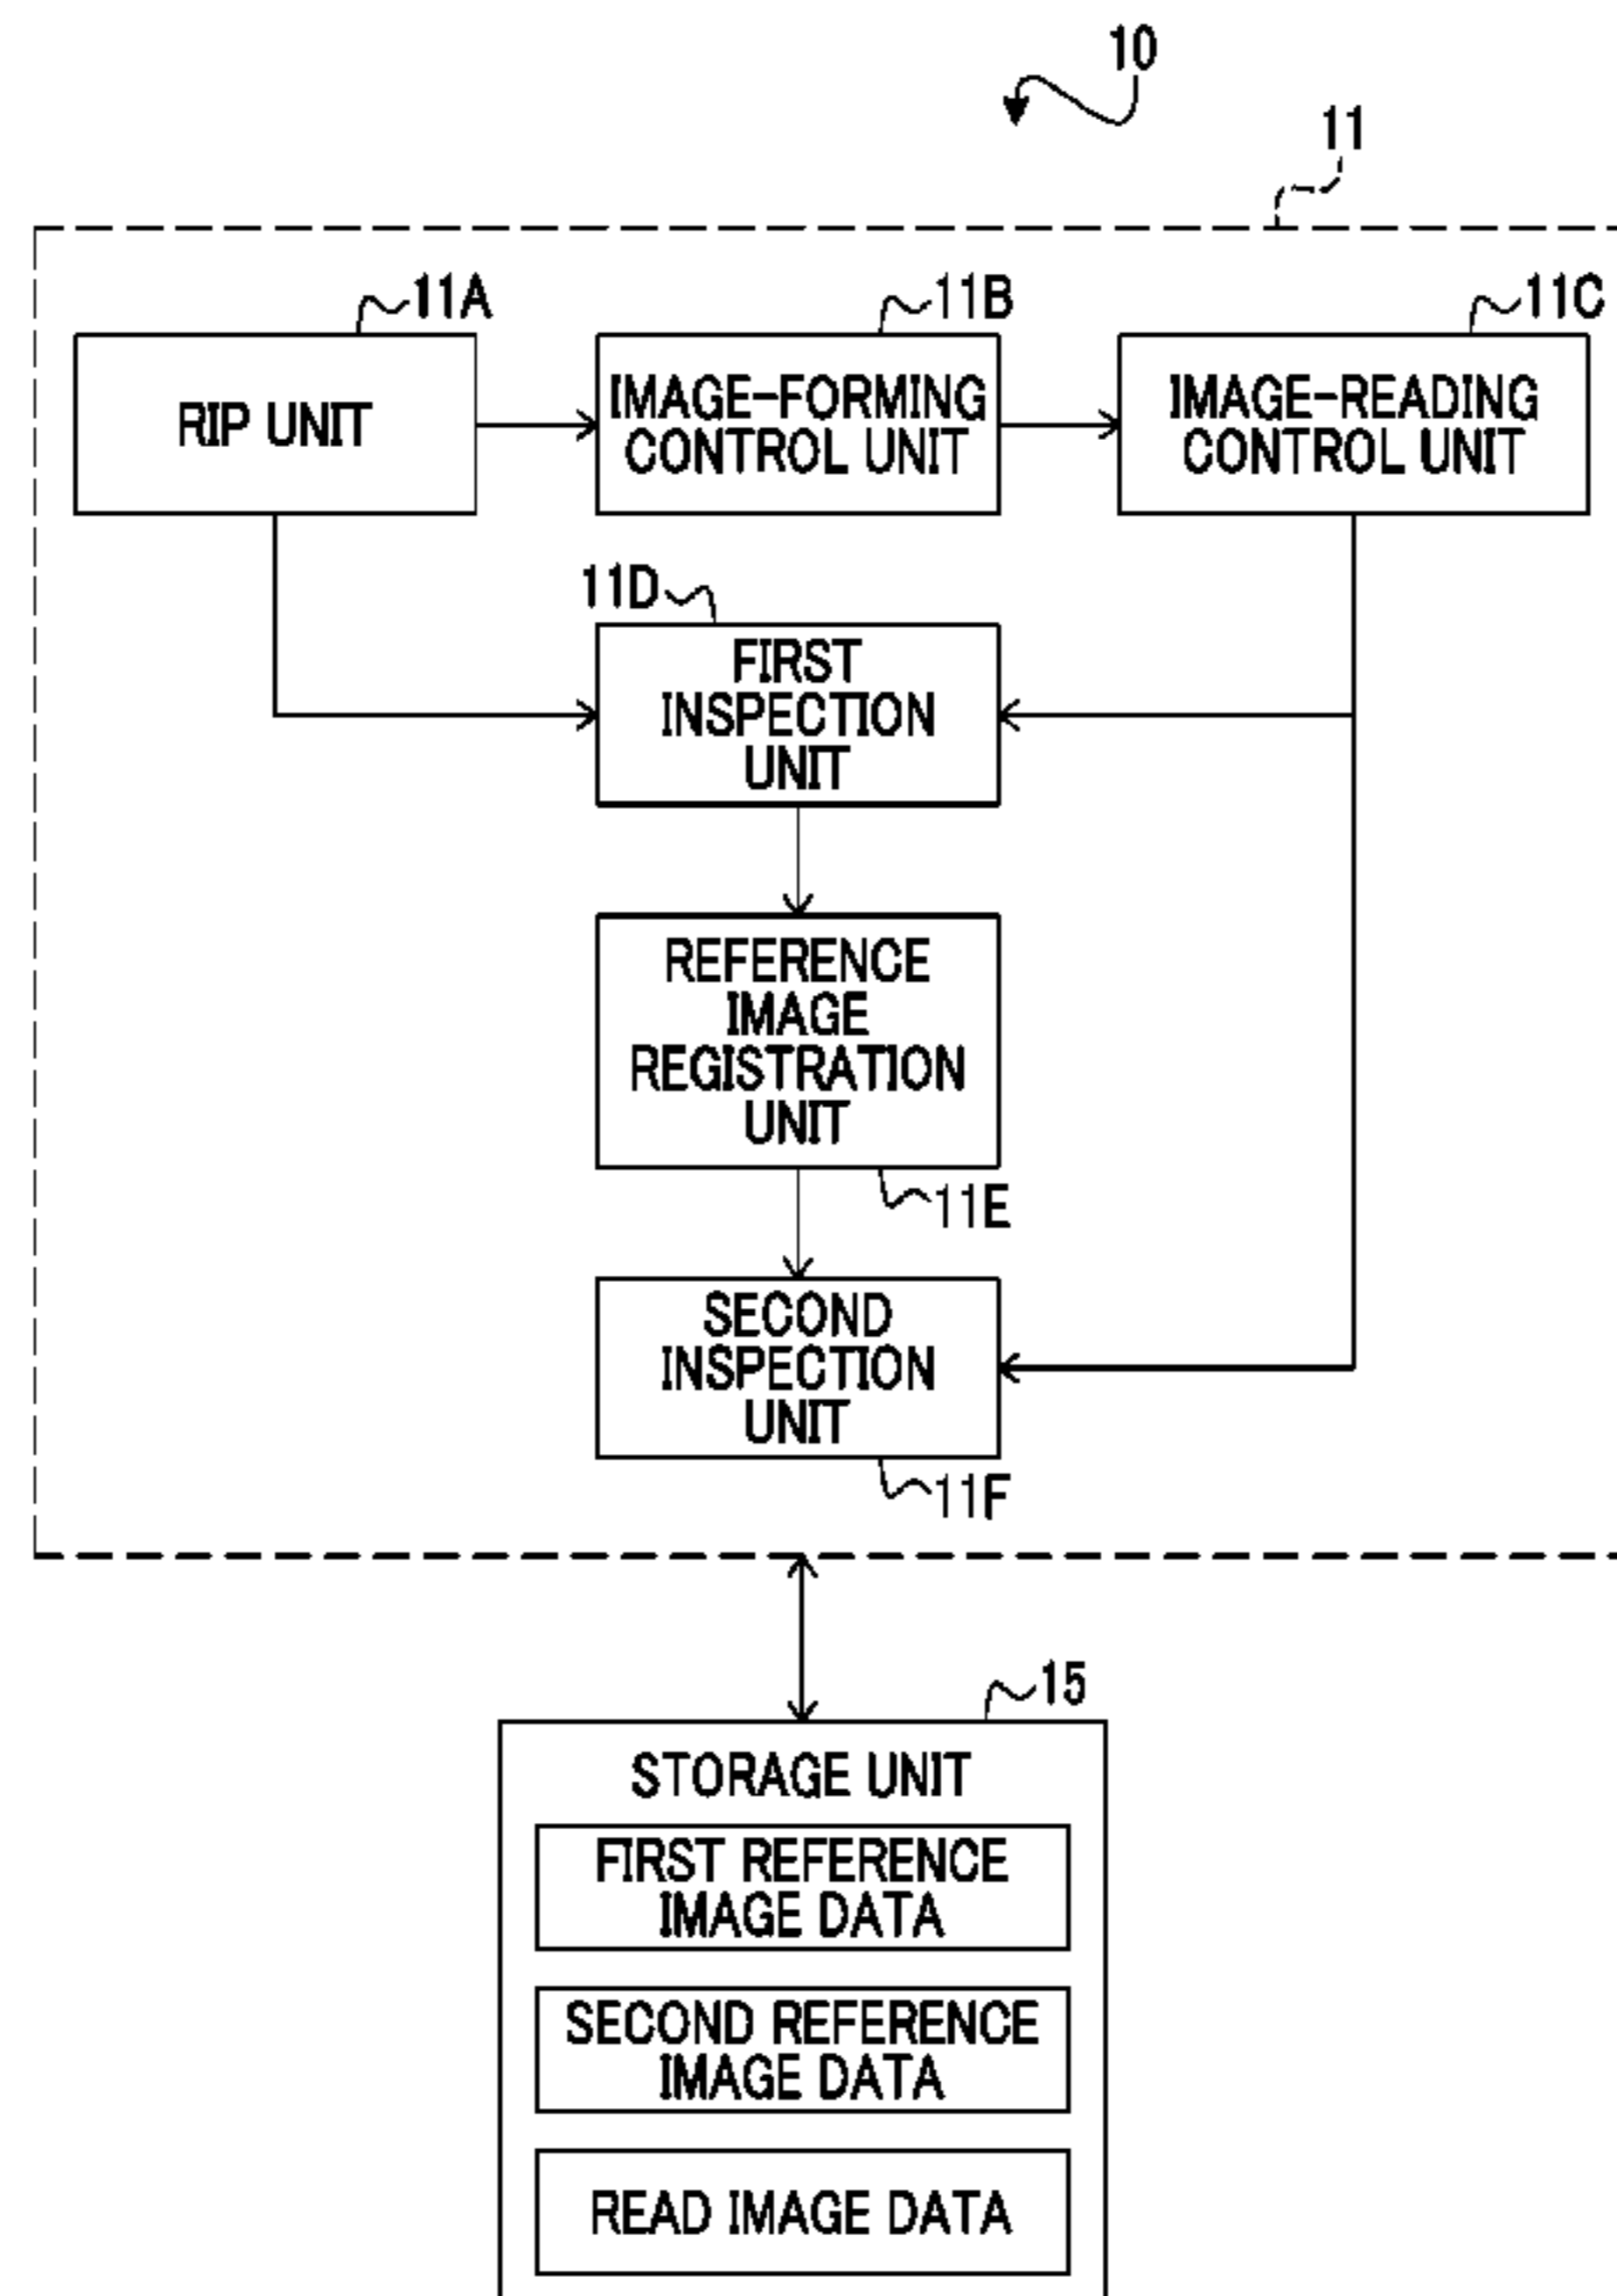 10
11
11A
11B
11C
RIP UNIT
IMAGE-FORMING
CONTROL UNIT
IMAGE-READING
CONTROL UNIT
11D
FIRST
INSPECTION
UNIT
REFERENCE
IMAGE
REGISTRATION
UNIT
11E
SECOND
INSPECTION
UNIT
11F
15
STORAGE UNIT
FIRST REFERENCE
IMAGE DATA
SECOND REFERENCE
IMAGE DATA
READ IMAGE DATA